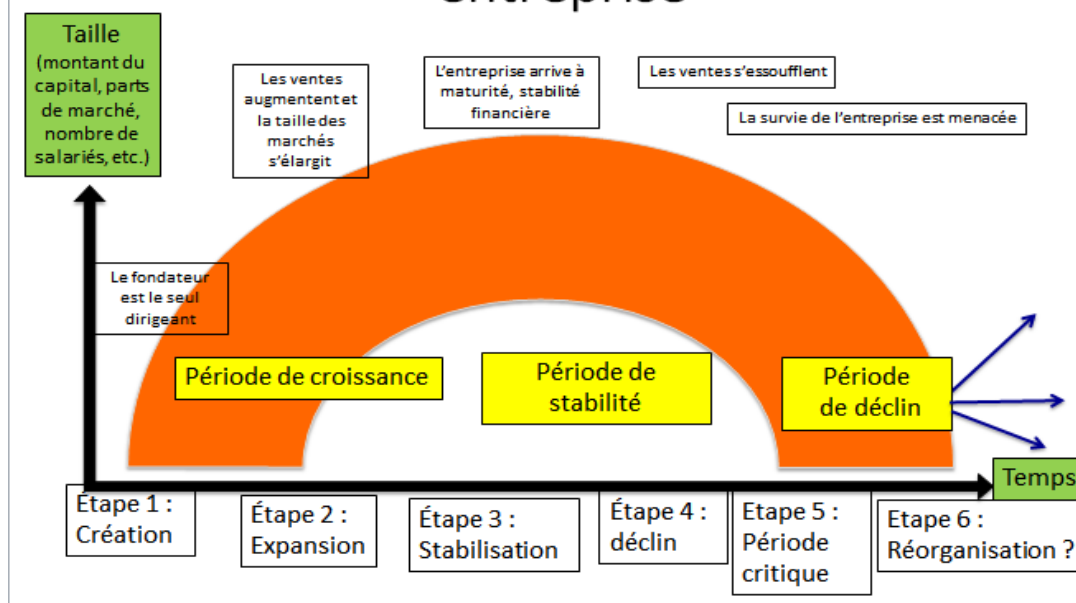 entreprise
Taille
(montant du
capital, parts
de marché,
nombre de
salariés, etc.)
Les ventes
augmentent et
la taille des
marchés
s'élargit
L'entreprise arrive à
maturité, stabilité
financière
Les ventes s'essoufflent
La survie de l'entreprise est menacée
Le fondateur
est le seul
dirigeant
Période de croissance
Période de
stabilité
Période
de déclin
Temps
Étape 1 :
Création
Étape 2 :
Expansion
Étape 3 :
Stabilisation
Étape 4 :
déclin
Étape 5 :
Période
critique
Etape 6 :
Réorganisation ?